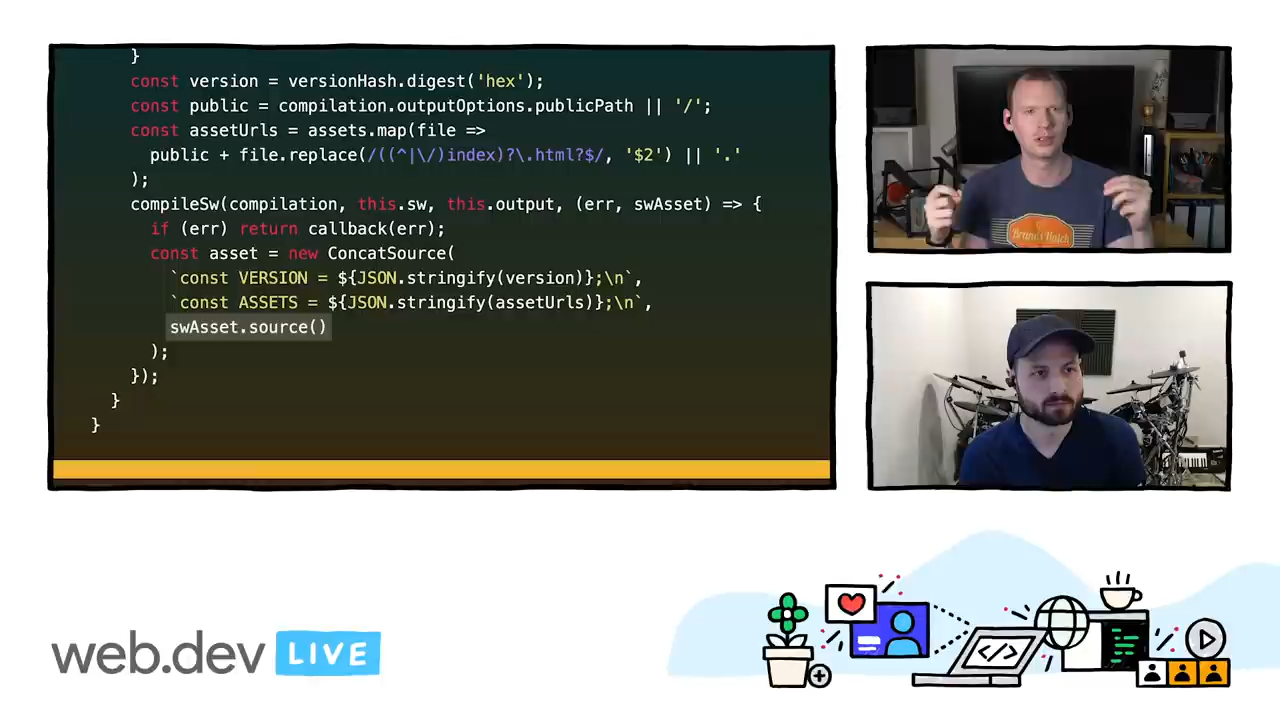 }
const version = versionHash.digest('hex');
const public = compilation.outputOptions.publicPath || '/';
const assetUrls = assets.map(file =>
public + file.replace(/((^|\/)index)?\.html?$/, '$2') || '.'
);
compileSw(compilation, this.sw, this.output, (err, swAsset) => {
if (err) return callback(err);
const asset = new ConcatSource(
`const VERSION = ${JSON.stringify(version)};\n`,
`const ASSETS = ${JSON.stringify(assetUrls)};\n`,
swAsset.source()
);
});
}
}
Brands Hatch
web.dev LIVE
</>